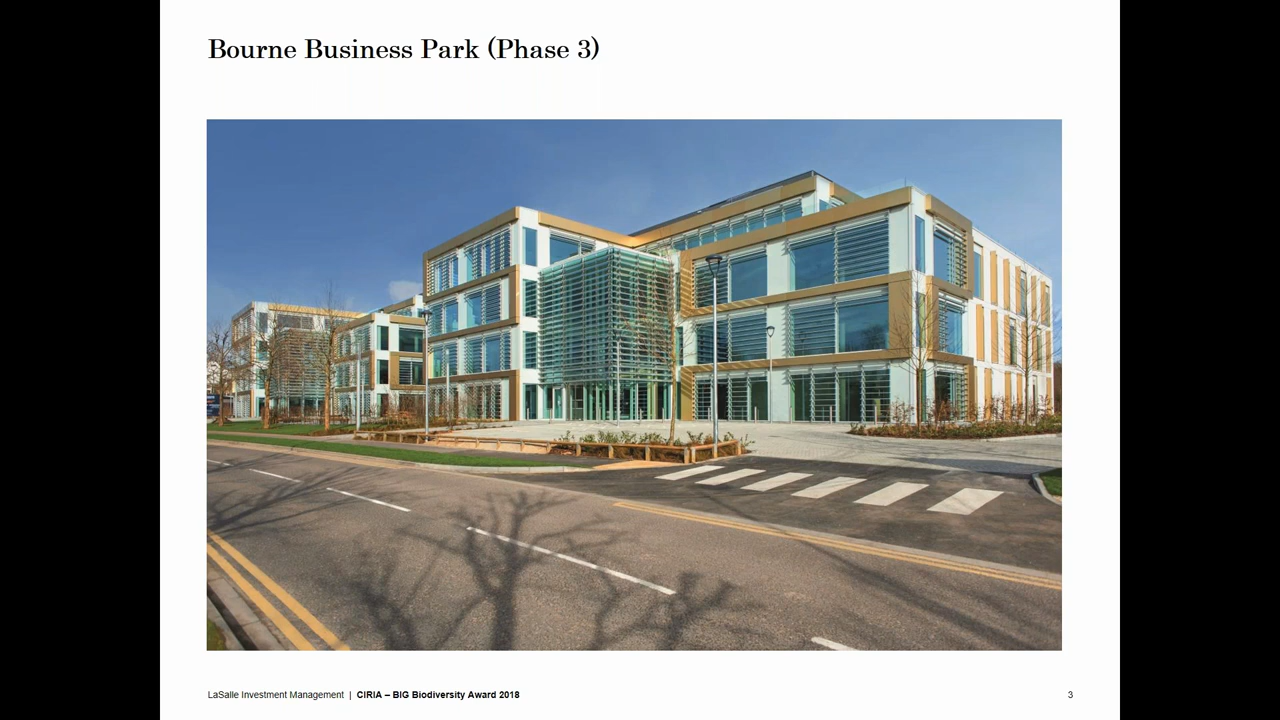 Bourne Business Park (Phase 3)
LaSalle Investment Management | CIRIA – BIG Biodiversity Award 2018
3